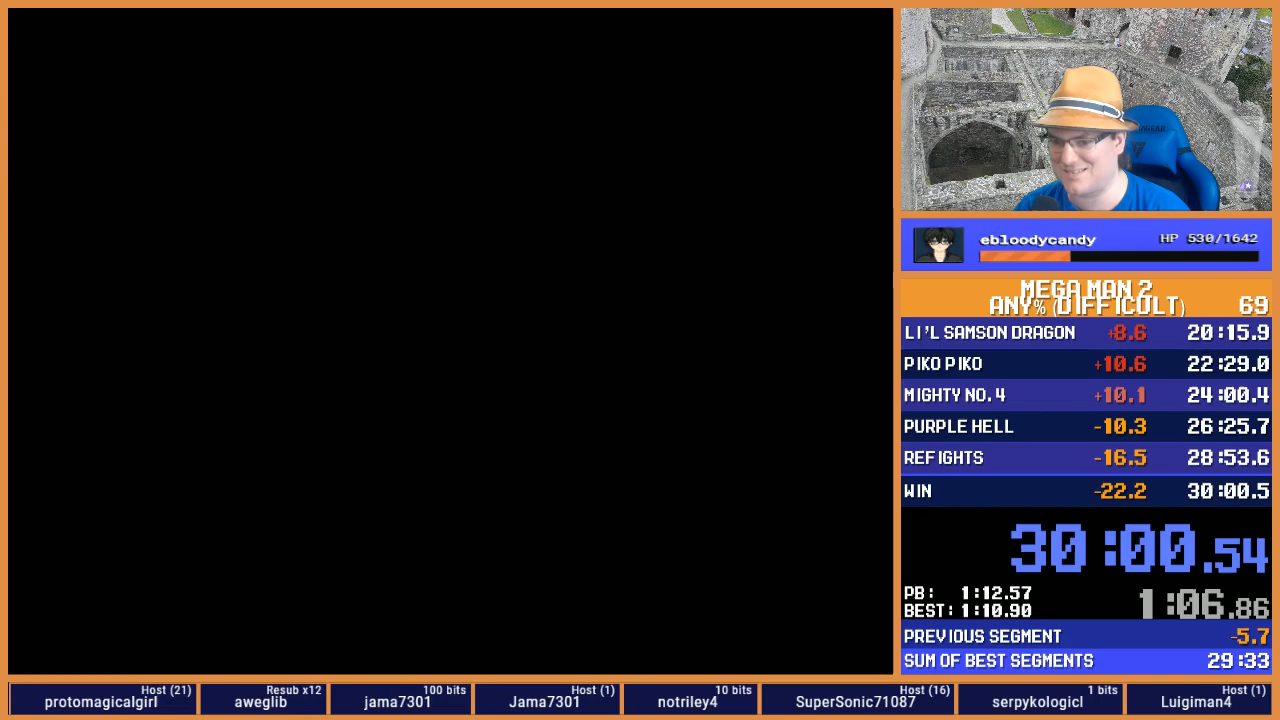 ebloodycandy HP 530/1642
MEGA MAN 2
ANY% (DIFFICULT) 69
LI'L SAMSON DRAGON +8.6 20:15.9
PIKO PIKO +10.6 22:29.0
MIGHTY NO.4 +10.1 24:00.4
PURPLE HELL -10.3 26:25.7
REFIGHTS -16.5 28:53.6
WIN -22.2 30:00.5
30:00.54
PB: 1:12.57
BEST: 1:10.90
1:06.86
PREVIOUS SEGMENT -5.7
SUM OF BEST SEGMENTS 29:33
Host (21)
protomagicalgirl
Resub x12
aweglib
100 bits
jama7301
Host (1)
Jama7301
10 bits
notriley4
Host (16)
SuperSonic71087
1 bits
serpykologicl
Host (1)
Luigiman4